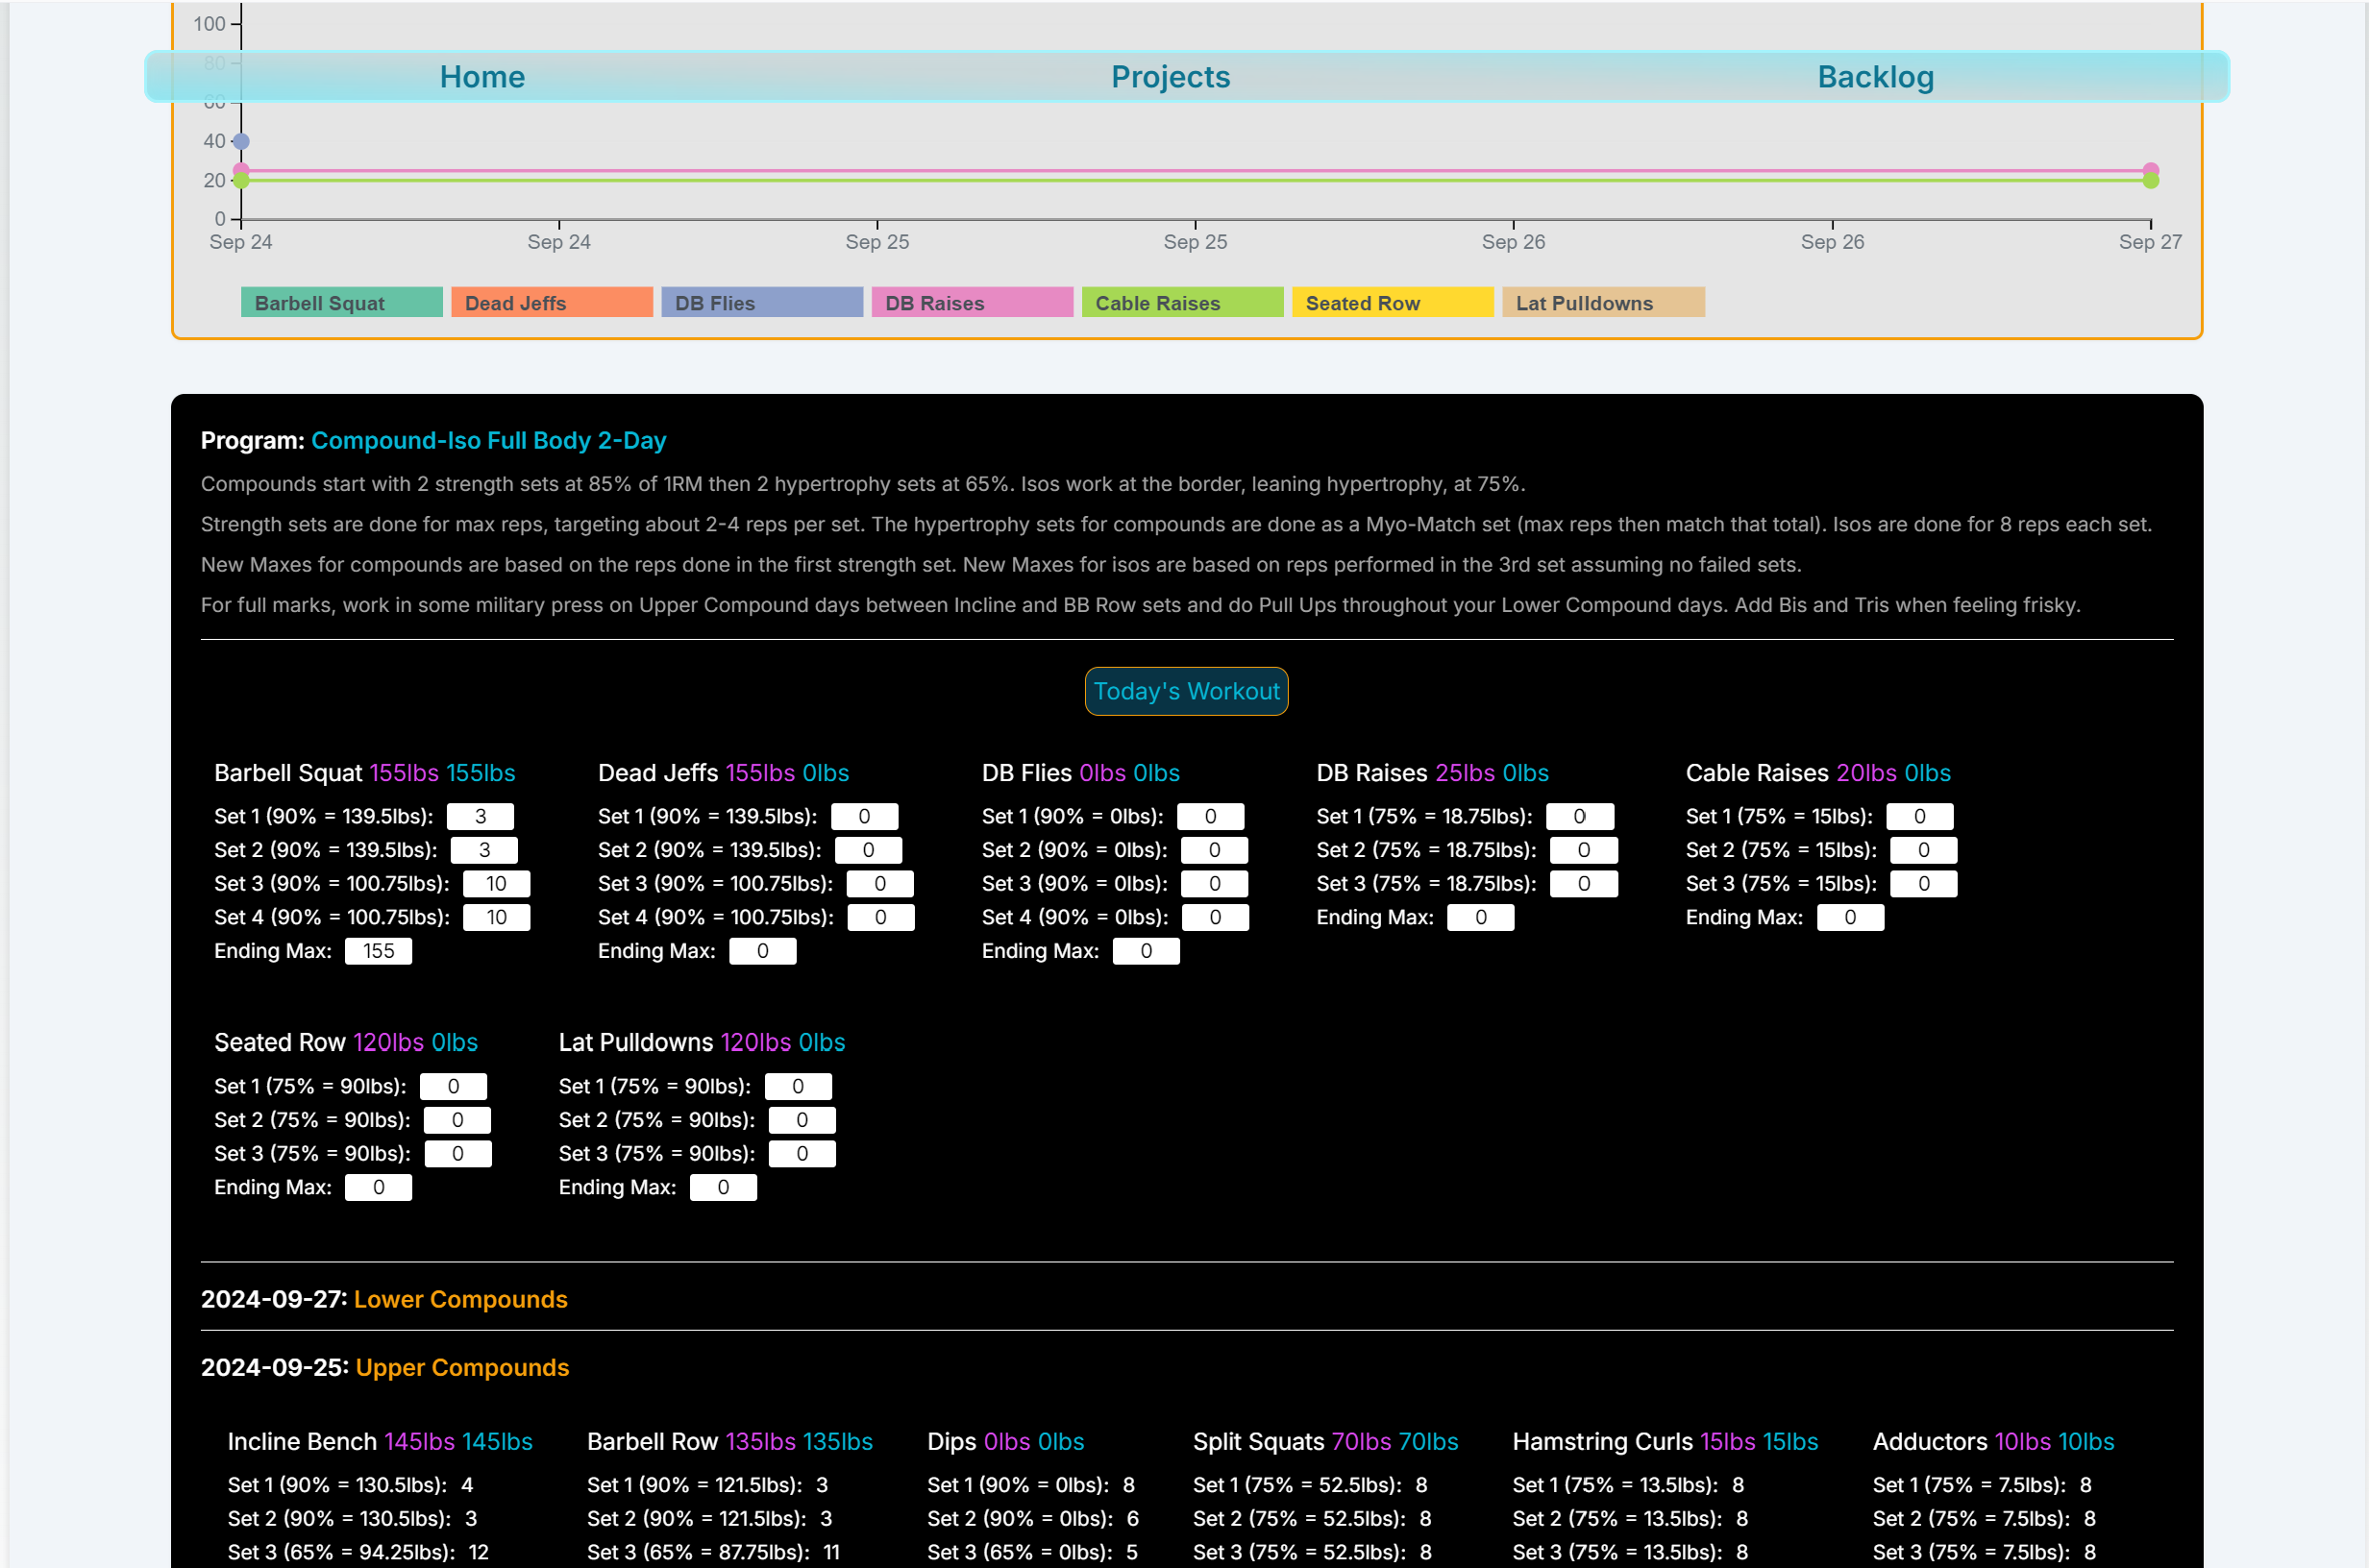 100
80
Home Projects Backlog
60
40
20
0
Sep 24 Sep 24 Sep 25 Sep 25 Sep 26 Sep 26 Sep 27
Barbell Squat Dead Jeffs DB Flies DB Raises Cable Raises Seated Row Lat Pulldowns
Program: Compound-Iso Full Body 2-Day
Compounds start with 2 strength sets at 85% of 1RM then 2 hypertrophy sets at 65%. Isos work at the border, leaning hypertrophy, at 75%.
Strength sets are done for max reps, targeting about 2-4 reps per set. The hypertrophy sets for compounds are done as a Myo-Match set (max reps then match that total). Isos are done for 8 reps each set.
New Maxes for compounds are based on the reps done in the first strength set. New Maxes for isos are based on reps performed in the 3rd set assuming no failed sets.
For full marks, work in some military press on Upper Compound days between Incline and BB Row sets and do Pull Ups throughout your Lower Compound days. Add Bis and Tris when feeling frisky.
Today's Workout
Barbell Squat 155lbs 155lbs
Set 1 (90% = 139.5lbs): 3
Set 2 (90% = 139.5lbs): 3
Set 3 (90% = 100.75lbs): 10
Set 4 (90% = 100.75lbs): 10
Ending Max: 155
Dead Jeffs 155lbs 0lbs
Set 1 (90% = 139.5lbs): 0
Set 2 (90% = 139.5lbs): 0
Set 3 (90% = 100.75lbs): 0
Set 4 (90% = 100.75lbs): 0
Ending Max: 0
DB Flies 0lbs 0lbs
Set 1 (90% = 0lbs): 0
Set 2 (90% = 0lbs): 0
Set 3 (90% = 0lbs): 0
Set 4 (90% = 0lbs): 0
Ending Max: 0
DB Raises 25lbs 0lbs
Set 1 (75% = 18.75lbs): 0
Set 2 (75% = 18.75lbs): 0
Set 3 (75% = 18.75lbs): 0
Ending Max: 0
Cable Raises 20lbs 0lbs
Set 1 (75% = 15lbs): 0
Set 2 (75% = 15lbs): 0
Set 3 (75% = 15lbs): 0
Ending Max: 0
Seated Row 120lbs 0lbs
Set 1 (75% = 90lbs): 0
Set 2 (75% = 90lbs): 0
Set 3 (75% = 90lbs): 0
Ending Max: 0
Lat Pulldowns 120lbs 0lbs
Set 1 (75% = 90lbs): 0
Set 2 (75% = 90lbs): 0
Set 3 (75% = 90lbs): 0
Ending Max: 0
2024-09-27: Lower Compounds
2024-09-25: Upper Compounds
Incline Bench 145lbs 145lbs
Set 1 (90% = 130.5lbs): 4
Set 2 (90% = 130.5lbs): 3
Set 3 (65% = 94.25lbs): 12
Barbell Row 135lbs 135lbs
Set 1 (90% = 121.5lbs): 3
Set 2 (90% = 121.5lbs): 3
Set 3 (65% = 87.75lbs): 11
Dips 0lbs 0lbs
Set 1 (90% = 0lbs): 8
Set 2 (90% = 0lbs): 6
Set 3 (65% = 0lbs): 5
Split Squats 70lbs 70lbs
Set 1 (75% = 52.5lbs): 8
Set 2 (75% = 52.5lbs): 8
Set 3 (75% = 52.5lbs): 8
Hamstring Curls 15lbs 15lbs
Set 1 (75% = 13.5lbs): 8
Set 2 (75% = 13.5lbs): 8
Set 3 (75% = 13.5lbs): 8
Adductors 10lbs 10lbs
Set 1 (75% = 7.5lbs): 8
Set 2 (75% = 7.5lbs): 8
Set 3 (75% = 7.5lbs): 8